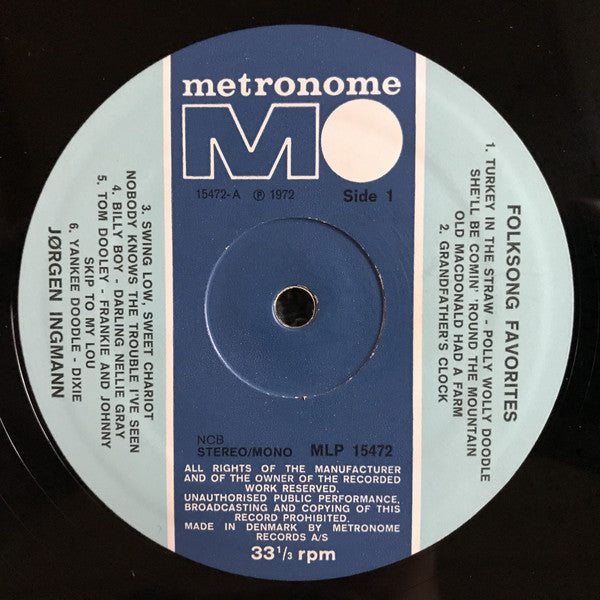 metronome
MO
15472-A ℗ 1972 Side 1
FOLKSONG FAVORITES
1. TURKEY IN THE STRAW - POLLY WOLLY DOODLE
SHE'LL BE COMIN' 'ROUND THE MOUNTAIN
OLD MACDONALD HAD A FARM
2. GRANDFATHER'S CLOCK
3. SWING LOW, SWEET CHARIOT
NOBODY KNOWS THE TROUBLE I'VE SEEN
4. BILLY BOY - DARLING NELLIE GRAY
5. TOM DOOLEY - FRANKIE AND JOHNNY
SKIP TO MY LOU
6. YANKEE DOODLE - DIXIE
JØRGEN INGMANN
NCB
STEREO/MONO MLP 15472
ALL RIGHTS OF THE MANUFACTURER
AND OF THE OWNER OF THE RECORDED
WORK RESERVED.
UNAUTHORISED PUBLIC PERFORMANCE,
BROADCASTING AND COPYING OF THIS
RECORD PROHIBITED.
MADE IN DENMARK BY METRONOME
RECORDS A/S
33 1/3 rpm